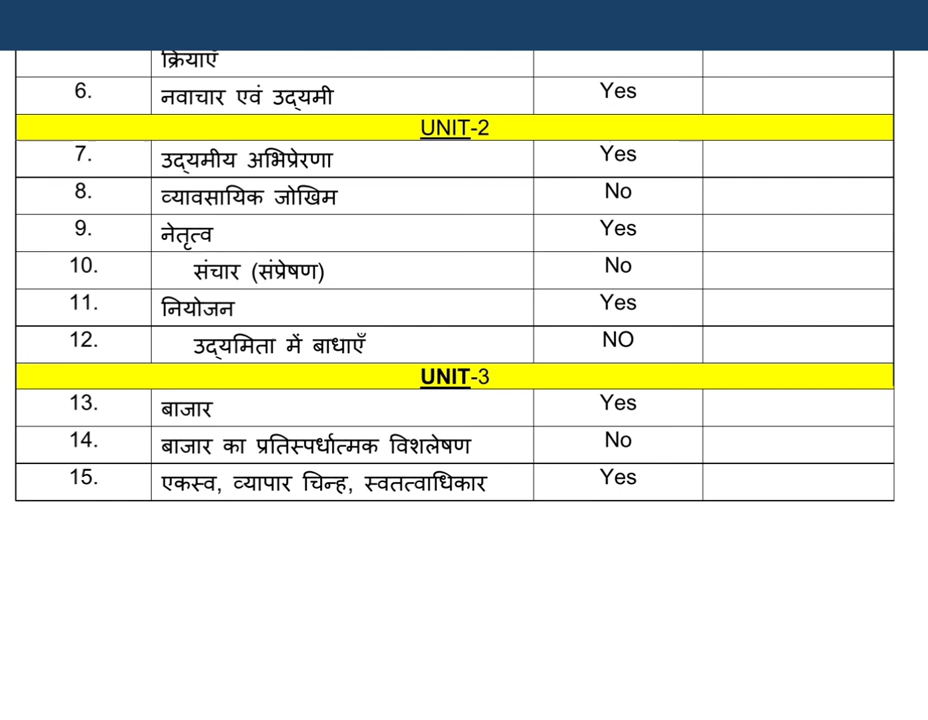 क्रियाएँ
6. नवाचार एवं उद्यमी Yes
UNIT-2
7. उद्यमीय अभिप्रेरणा Yes
8. व्यावसायिक जोखिम No
9. नेतृत्व Yes
10. संचार (संप्रेषण) No
11. नियोजन Yes
12. उद्यमिता में बाधाएँ NO
UNIT-3
13. बाजार Yes
14. बाजार का प्रतिस्पर्धात्मक विशलेषण No
15. एकस्व, व्यापार चिन्ह, स्वतत्वाधिकार Yes